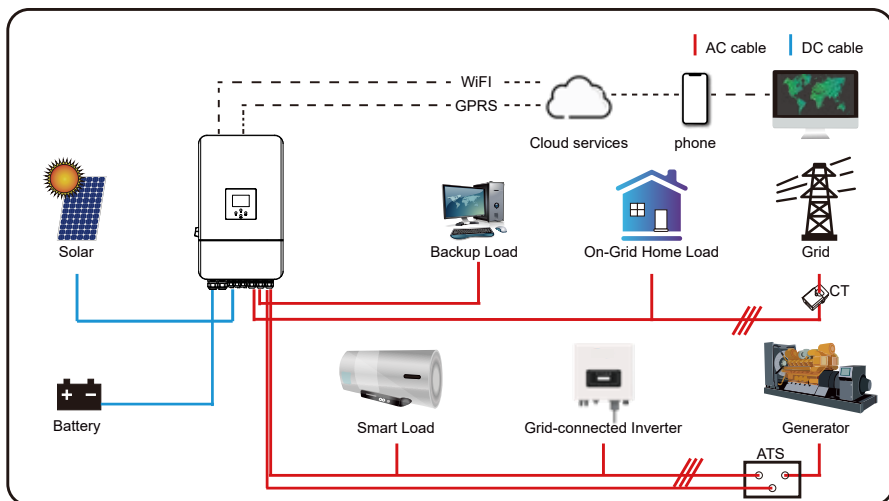 AC cable
DC cable
WiFI
GPRS
Cloud services
phone
Solar
Backup Load
On-Grid Home Load
Grid
CT
Battery
Smart Load
Grid-connected Inverter
Generator
ATS